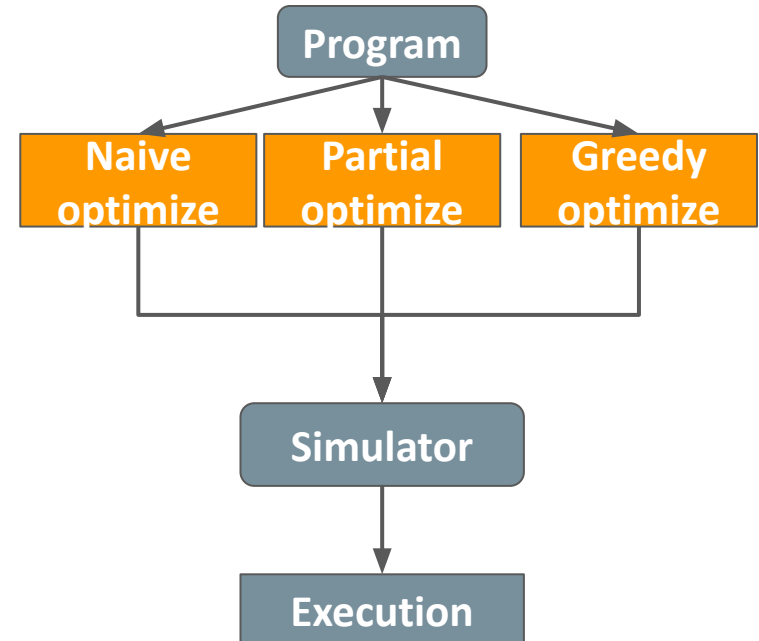 Program
Naive
optimize
Partial
optimize
Greedy
optimize
Simulator
Execution